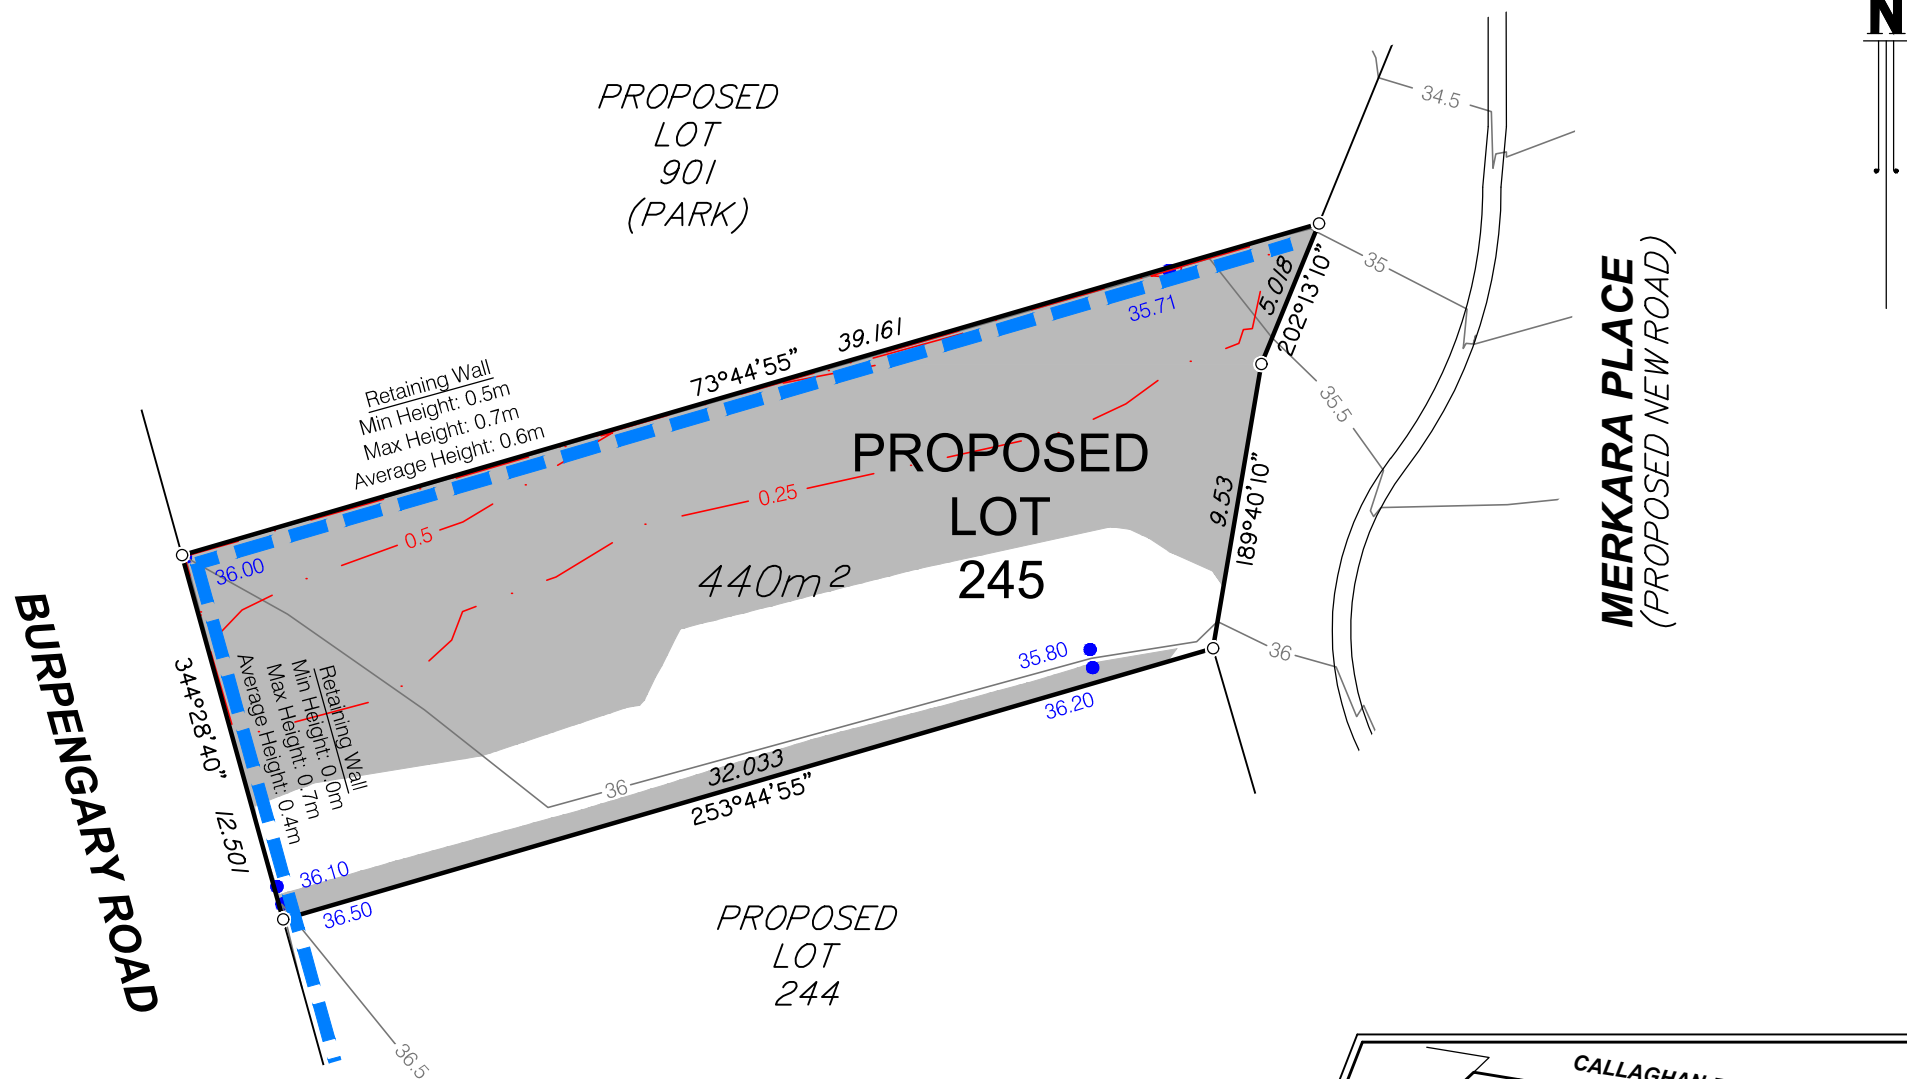 N
PROPOSED
LOT
901
(PARK)
34.5
35
35.5
36
MERKARA PLACE
(PROPOSED NEW ROAD)
5.018
202°13'10"
35.71
39.161
73°44'55"
Retaining Wall
Min Height: 0.5m
Max Height: 0.7m
Average Height: 0.6m
PROPOSED
LOT
245
440m²
0.25
0.5
9.53
189°40'10"
36.00
BURPENGARY ROAD
344°28'40"
12.501
Retaining Wall
Min Height: 0.0m
Max Height: 0.7m
Average Height: 0.4m
35.80
36.20
36
32.033
253°44'55"
36.10
36.50
PROPOSED
LOT
244
36.5
CALLAGHAN